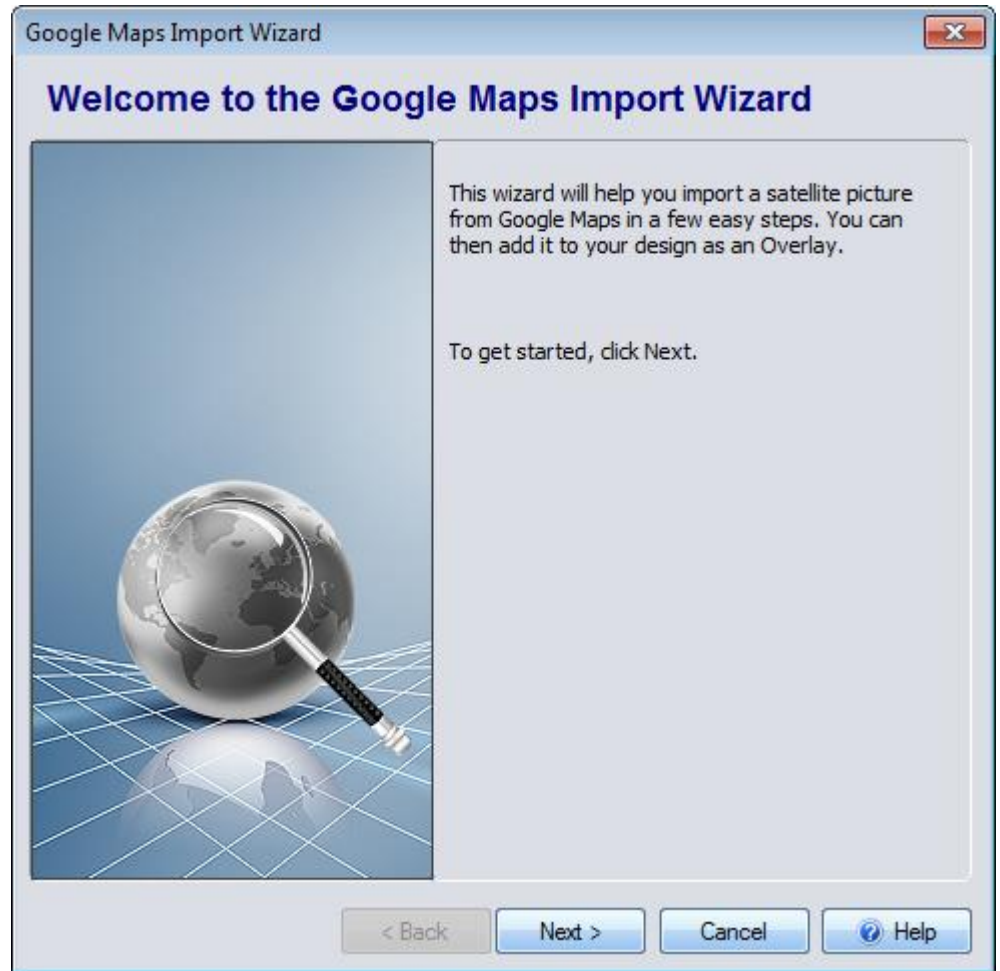 Google Maps Import Wizard
Welcome to the Google Maps Import Wizard
This wizard will help you import a satellite picture
from Google Maps in a few easy steps. You can
then add it to your design as an Overlay.
To get started, click Next.
< Back
Next >
Cancel
Help